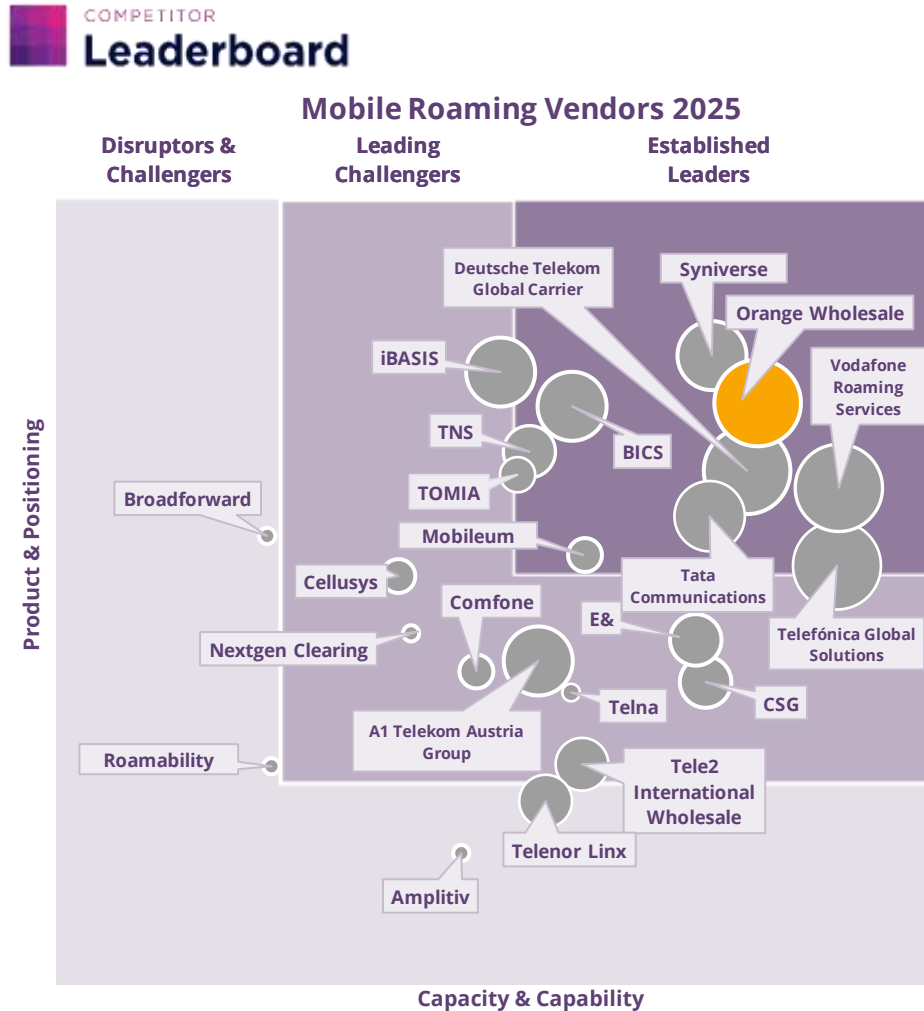 COMPETITOR
Leaderboard
Mobile Roaming Vendors 2025
Disruptors &
Challengers
Leading
Challengers
Established
Leaders
Deutsche Telekom
Global Carrier
Syniverse
Orange Wholesale
iBASIS
Vodafone
Roaming
Services
TNS
BICS
TOMIA
Broadforward
Mobileum
Cellusys
Tata
Communications
Comfone
E&
Telefónica Global
Solutions
Nextgen Clearing
Telna
CSG
A1 Telekom Austria
Group
Roamability
Tele2
International
Wholesale
Telenor Linx
Amplitiv
Product & Positioning
Capacity & Capability